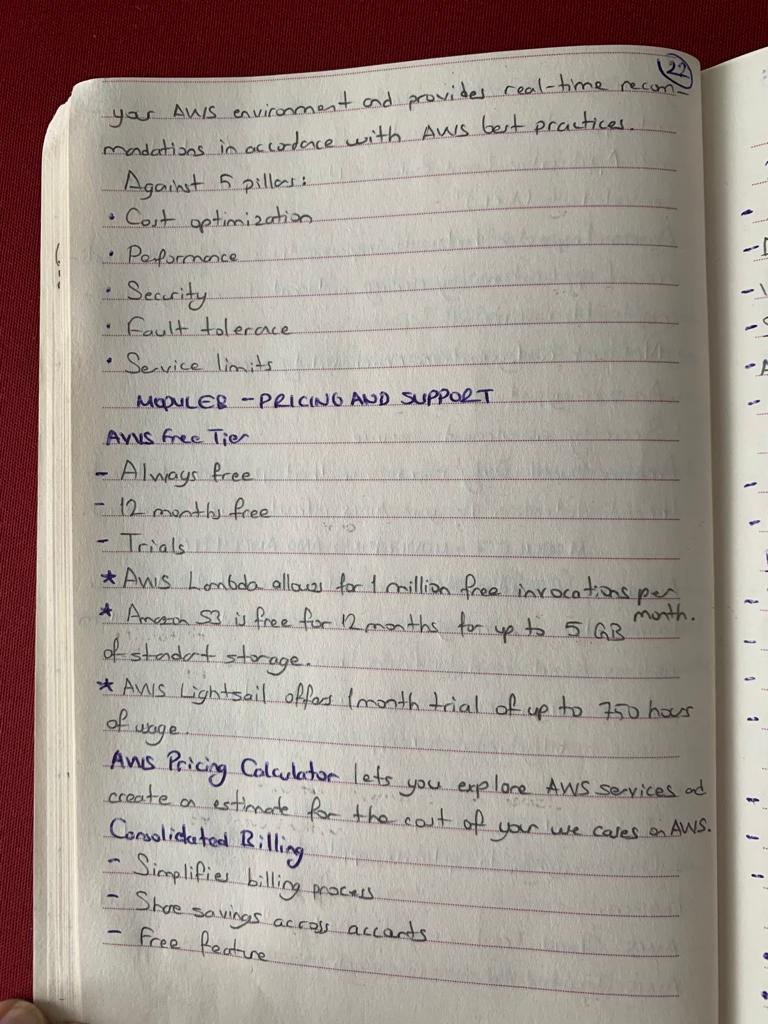 22
your AWS environment and provides real-time recom-
mendations in accordance with AWS best practices.
Against 5 pillars:
• Cost optimization
• Performance
• Security
• Fault tolerance
• Service limits
MODULE8 - PRICING AND SUPPORT
AWS Free Tier
- Always free
- 12 months free
- Trials
* AWS Lambda allows for 1 million free invocations per
month.
* Amazon S3 is free for 12 months for up to 5 GB
of standart storage.
* AWS Lightsail offers 1 month trial of up to 750 hours
of usage.
AWS Pricing Calculator lets you explore AWS services and
create an estimate for the cost of your use cases on AWS.
Consolidated Billing
- Simplifies billing process
- Share savings accross accounts
- Free feature